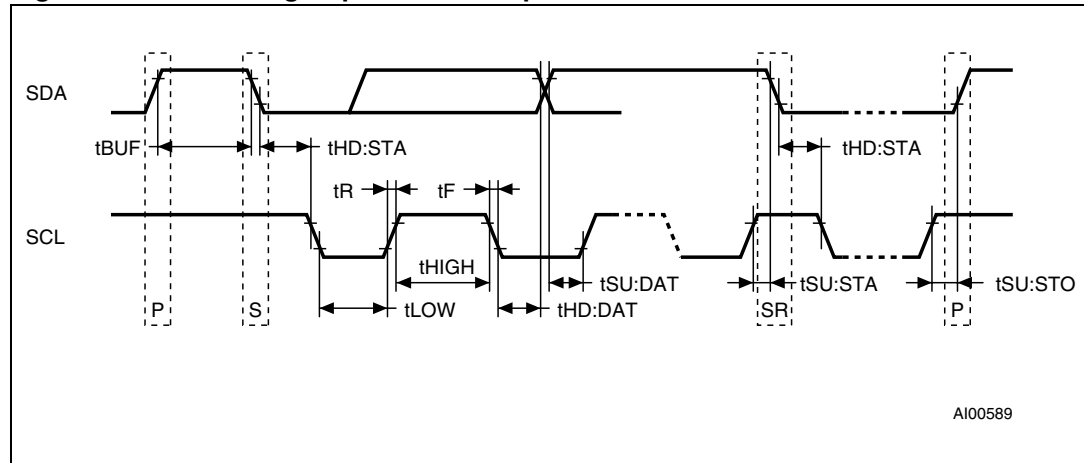 SDA
tBUF
tHD:STA
tHD:STA
tR
tF
SCL
tHIGH
tSU:DAT
tSU:STA
tSU:STO
P
S
tLOW
tHD:DAT
SR
P
AI00589